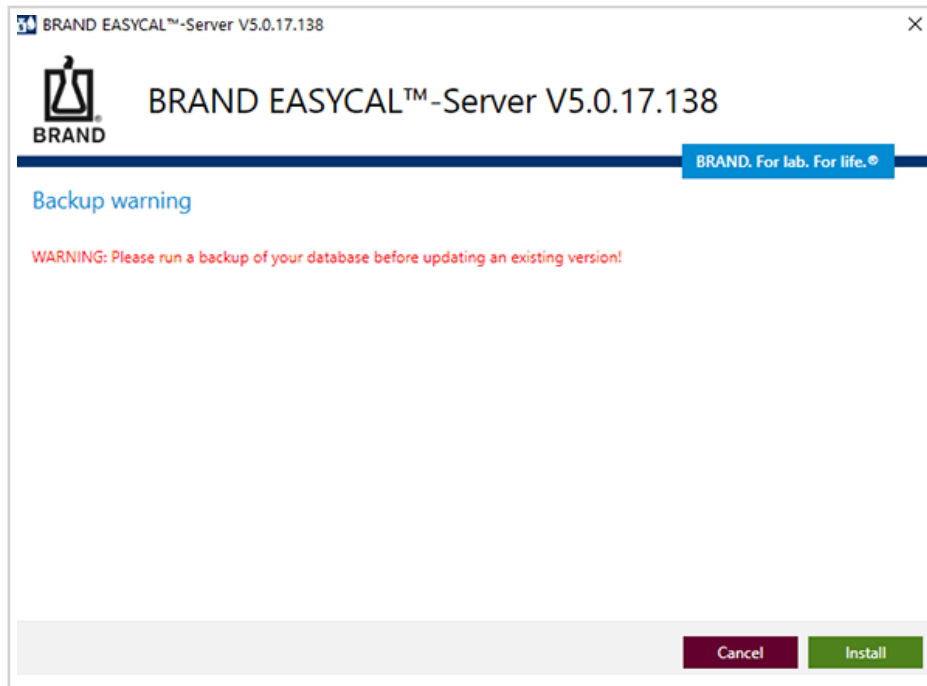 BRAND EASYCAL™-Server V5.0.17.138
BRAND®
BRAND EASYCAL™-Server V5.0.17.138
BRAND. For lab. For life.®
Backup warning
WARNING: Please run a backup of your database before updating an existing version!
Cancel
Install